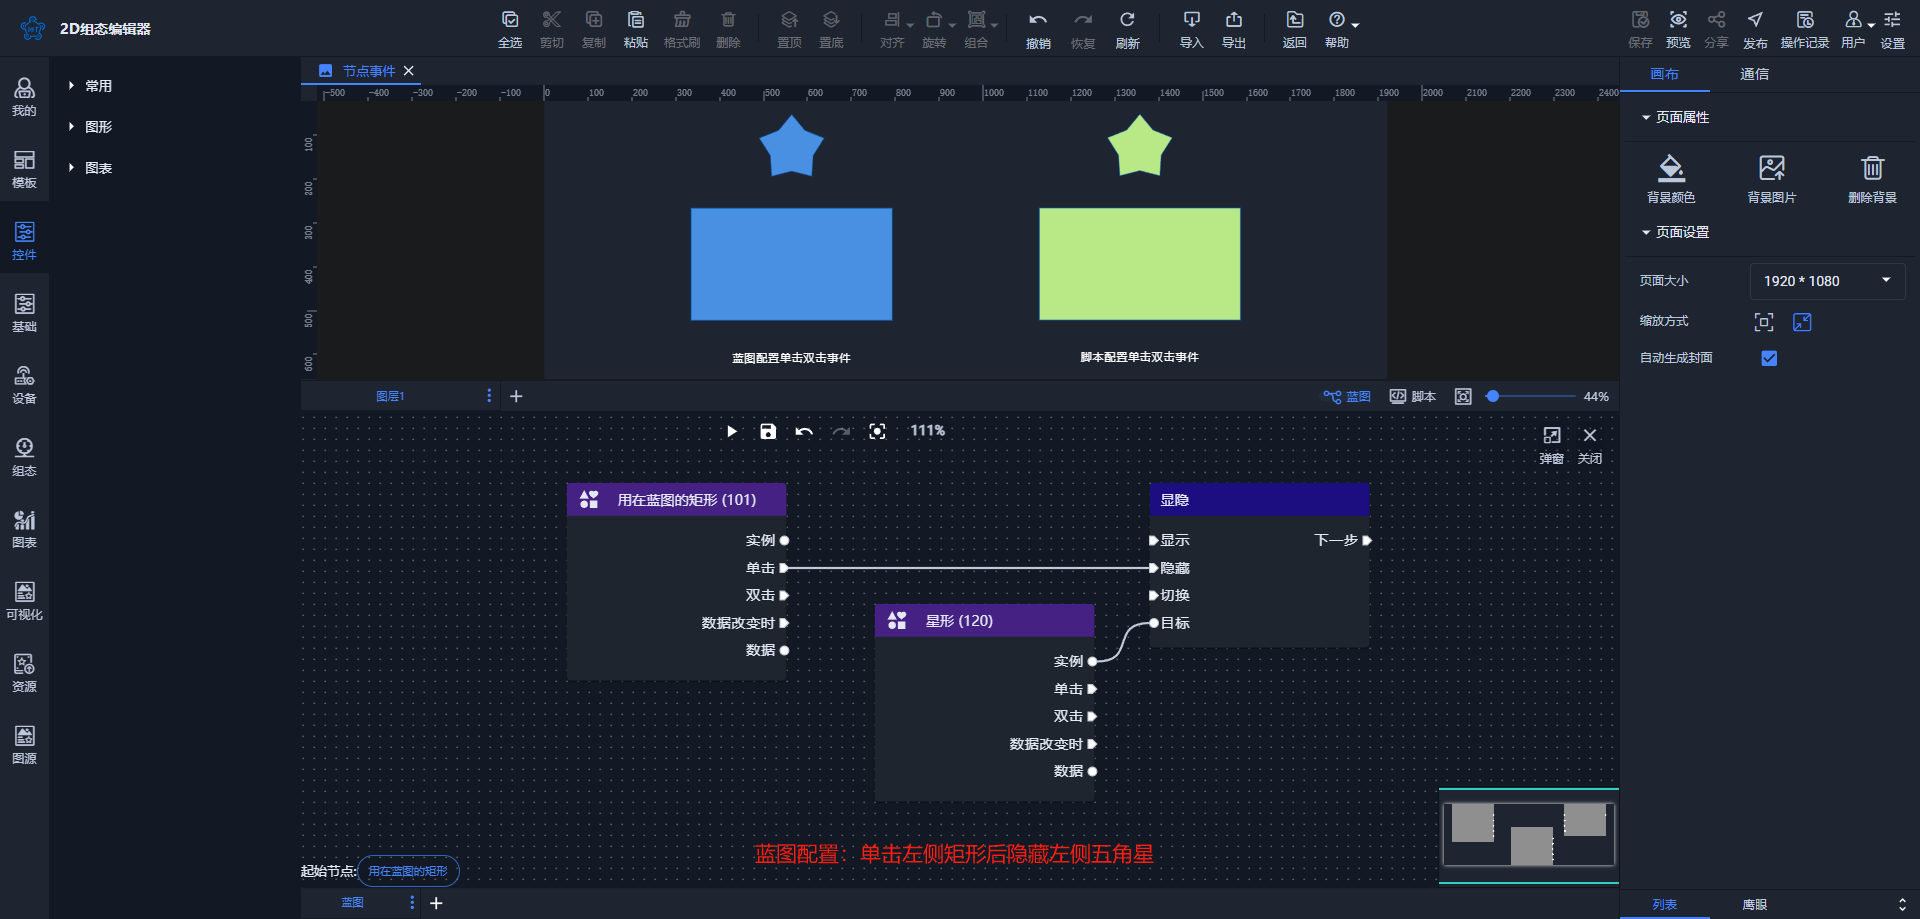 2D组态编辑器
全选 剪切 复制 粘贴 格式刷 删除 置顶 置底 对齐 旋转 组合 撤销 恢复 刷新 导入 导出 返回 帮助 保存 预览 分享 发布 操作记录 用户 设置
我的
模板
控件
基础
设备
组态
图表
可视化
资源
图源
常用
图形
图表
节点事件
-500 -400 -300 -200 -100 0 100 200 300 400 500 600 700 800 900 1000 1100 1200 1300 1400 1500 1600 1700 1800 1900 2000 2100 2200 2300 2400
100
200
300
400
500
600
蓝图配置单击双击事件
脚本配置单击双击事件
图层1
蓝图 脚本 44%
111%
弹窗 关闭
用在蓝图的矩形 (101)
实例
单击
双击
数据改变时
数据
星形 (120)
实例
单击
双击
数据改变时
数据
显隐
显示 下一步
隐藏
切换
目标
蓝图配置：单击左侧矩形后隐藏左侧五角星
起始节点: 用在蓝图的矩形
蓝图
画布 通信
页面属性
背景颜色 背景图片 删除背景
页面设置
页面大小 1920 * 1080
缩放方式
自动生成封面
列表 鹰眼